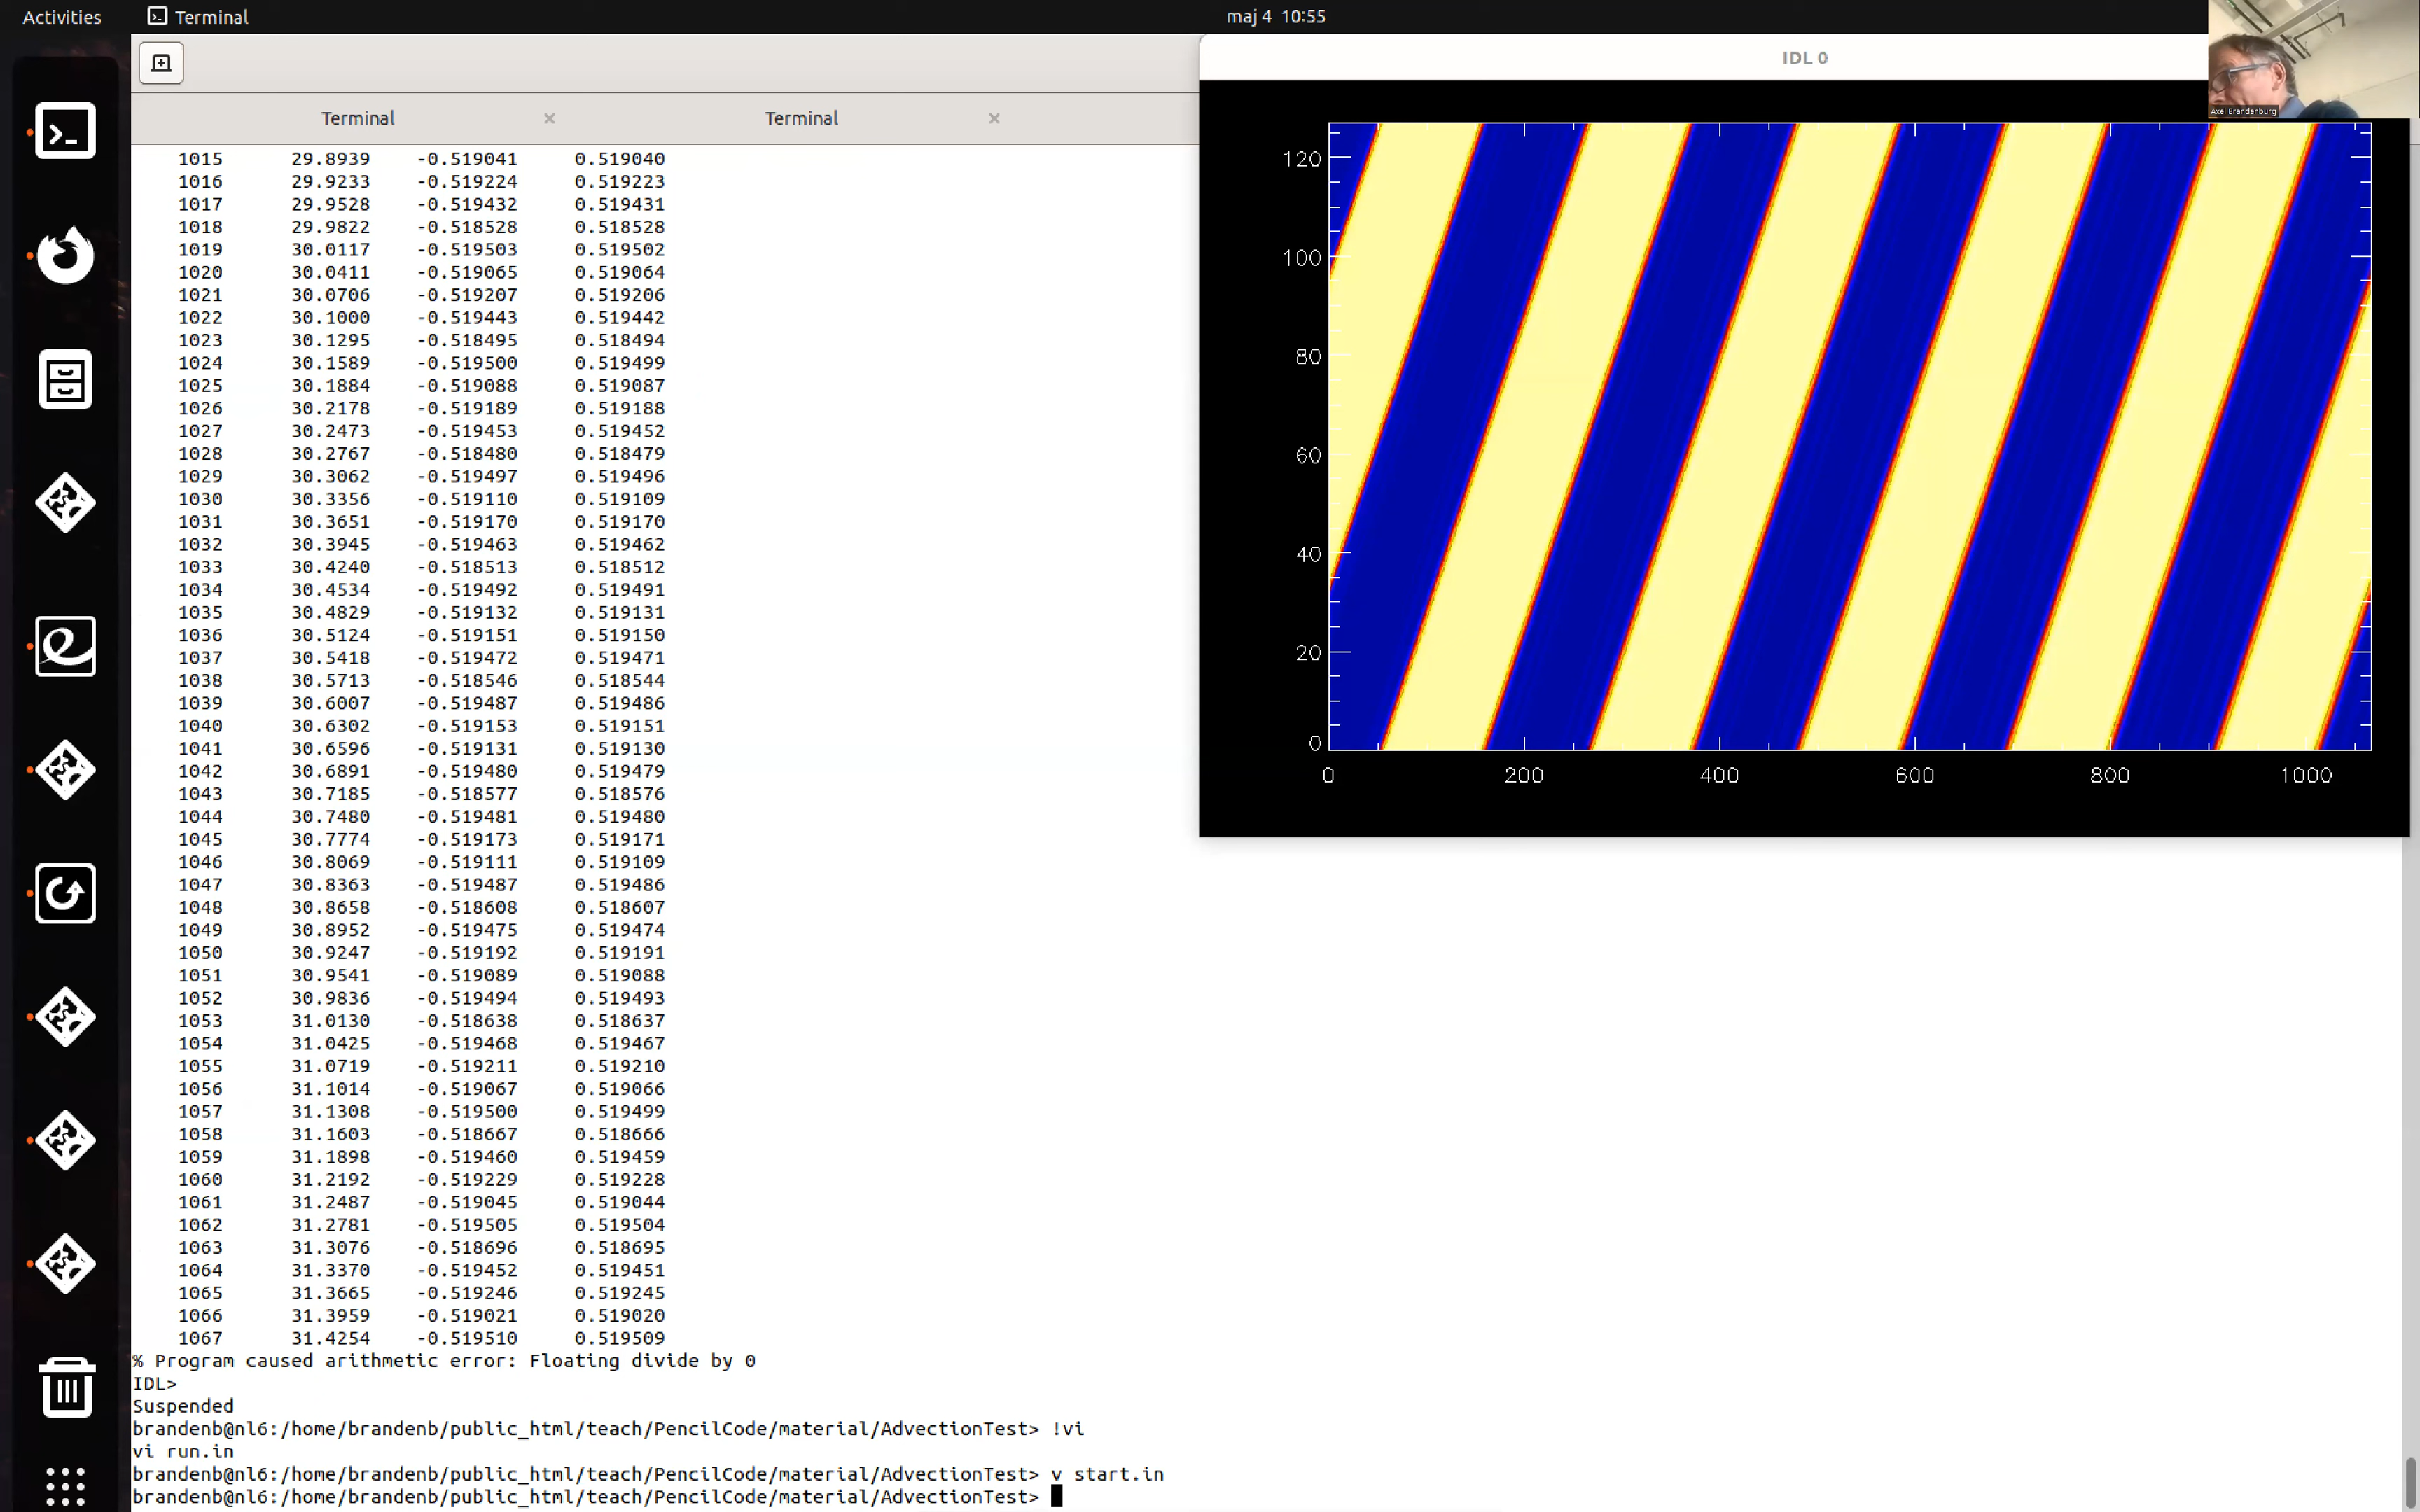 Activities
Terminal
maj 4 10:55
IDL 0
Axel Brandenburg
Terminal
Terminal
1015 29.8939 -0.519041 0.519040
1016 29.9233 -0.519224 0.519223
1017 29.9528 -0.519432 0.519431
1018 29.9822 -0.518528 0.518528
1019 30.0117 -0.519503 0.519502
1020 30.0411 -0.519065 0.519064
1021 30.0706 -0.519207 0.519206
1022 30.1000 -0.519443 0.519442
1023 30.1295 -0.518495 0.518494
1024 30.1589 -0.519500 0.519499
1025 30.1884 -0.519088 0.519087
1026 30.2178 -0.519189 0.519188
1027 30.2473 -0.519453 0.519452
1028 30.2767 -0.518480 0.518479
1029 30.3062 -0.519497 0.519496
1030 30.3356 -0.519110 0.519109
1031 30.3651 -0.519170 0.519170
1032 30.3945 -0.519463 0.519462
1033 30.4240 -0.518513 0.518512
1034 30.4534 -0.519492 0.519491
1035 30.4829 -0.519132 0.519131
1036 30.5124 -0.519151 0.519150
1037 30.5418 -0.519472 0.519471
1038 30.5713 -0.518546 0.518544
1039 30.6007 -0.519487 0.519486
1040 30.6302 -0.519153 0.519151
1041 30.6596 -0.519131 0.519130
1042 30.6891 -0.519480 0.519479
1043 30.7185 -0.518577 0.518576
1044 30.7480 -0.519481 0.519480
1045 30.7774 -0.519173 0.519171
1046 30.8069 -0.519111 0.519109
1047 30.8363 -0.519487 0.519486
1048 30.8658 -0.518608 0.518607
1049 30.8952 -0.519475 0.519474
1050 30.9247 -0.519192 0.519191
1051 30.9541 -0.519089 0.519088
1052 30.9836 -0.519494 0.519493
1053 31.0130 -0.518638 0.518637
1054 31.0425 -0.519468 0.519467
1055 31.0719 -0.519211 0.519210
1056 31.1014 -0.519067 0.519066
1057 31.1308 -0.519500 0.519499
1058 31.1603 -0.518667 0.518666
1059 31.1898 -0.519460 0.519459
1060 31.2192 -0.519229 0.519228
1061 31.2487 -0.519045 0.519044
1062 31.2781 -0.519505 0.519504
1063 31.3076 -0.518696 0.518695
1064 31.3370 -0.519452 0.519451
1065 31.3665 -0.519246 0.519245
1066 31.3959 -0.519021 0.519020
1067 31.4254 -0.519510 0.519509
% Program caused arithmetic error: Floating divide by 0
IDL>
Suspended
brandenb@nl6:/home/brandenb/public_html/teach/PencilCode/material/AdvectionTest> !vi
vi run.in
brandenb@nl6:/home/brandenb/public_html/teach/PencilCode/material/AdvectionTest> v start.in
brandenb@nl6:/home/brandenb/public_html/teach/PencilCode/material/AdvectionTest>
120
100
80
60
40
20
0
0 200 400 600 800 1000